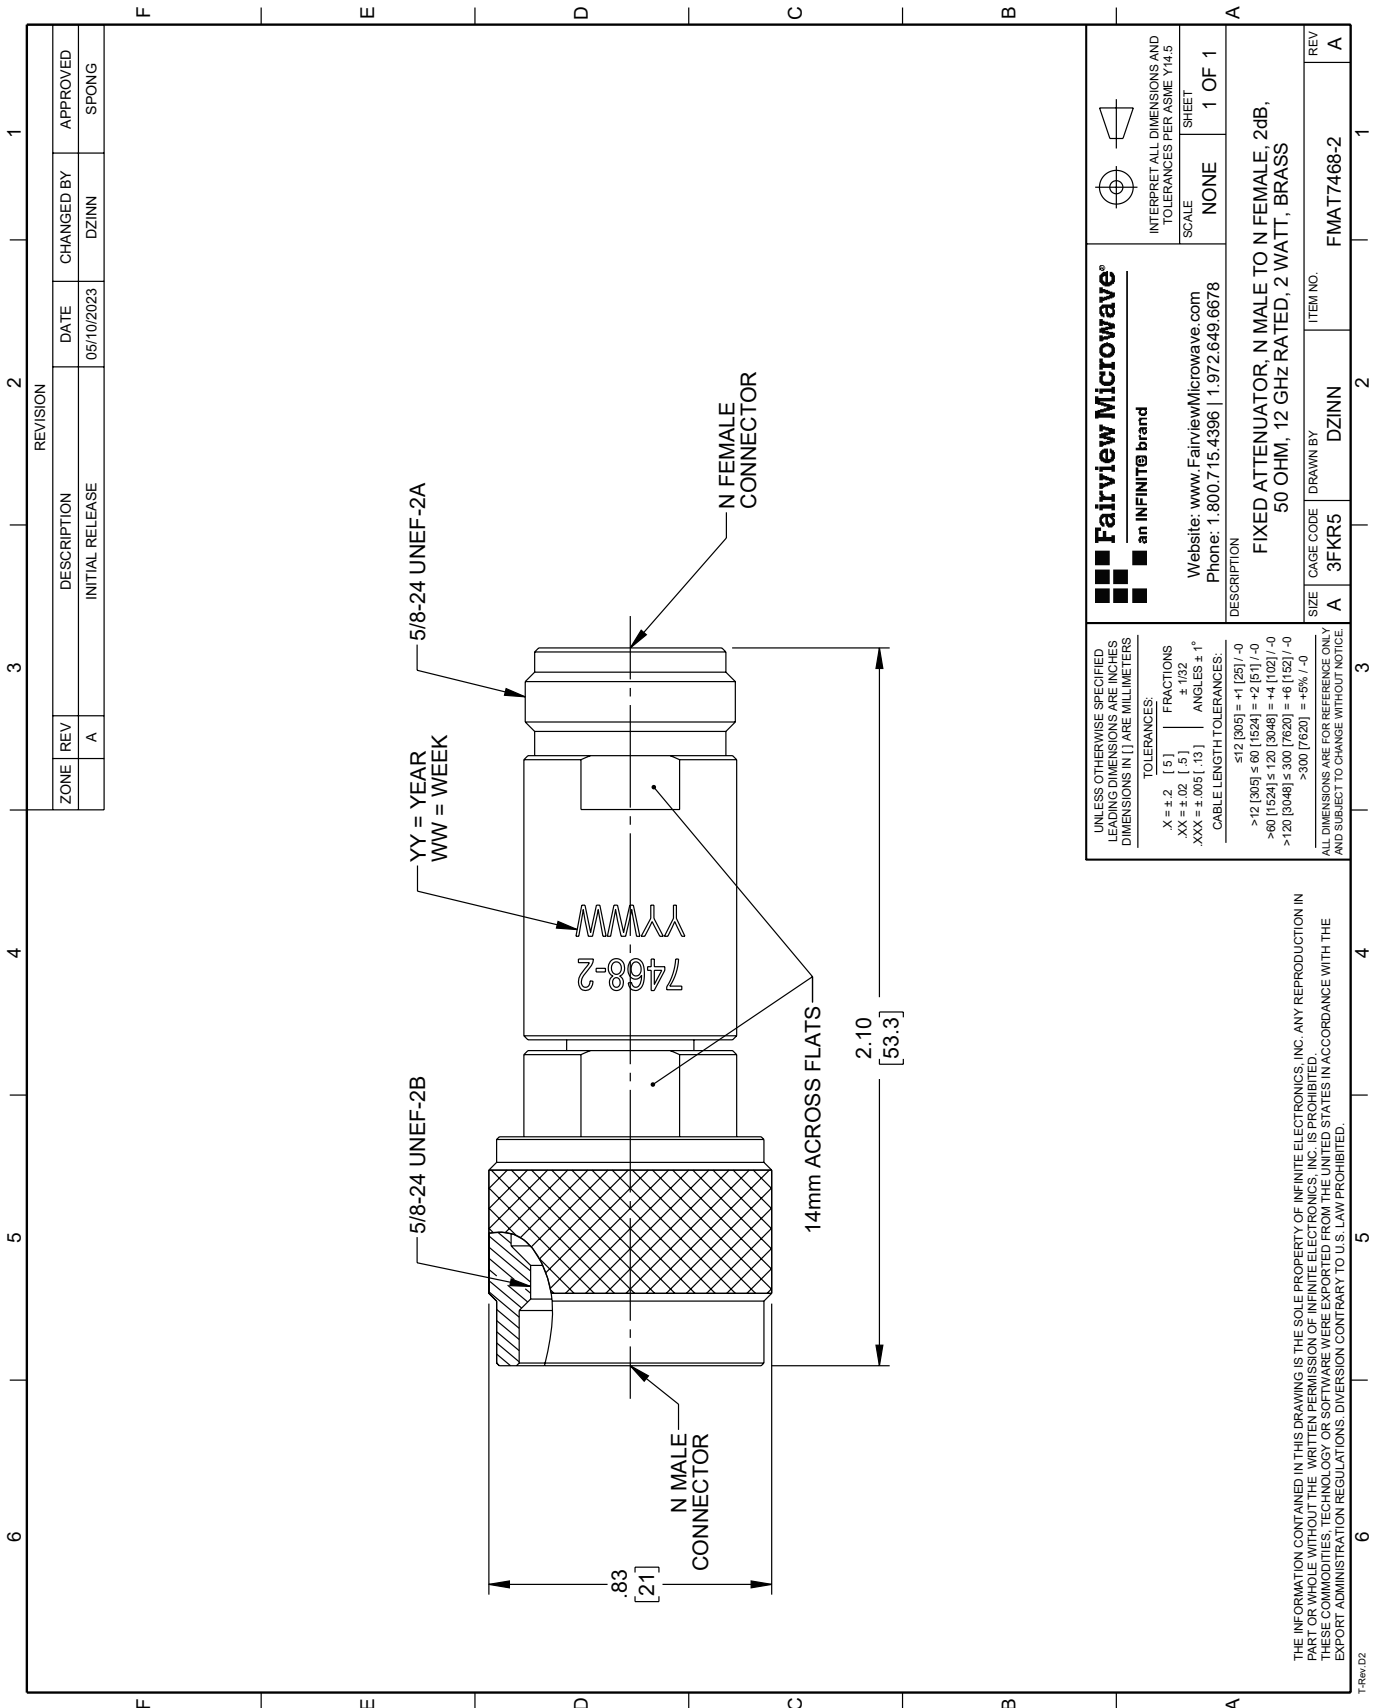 6
5
4
3
2
1
F
E
D
C
B
A
REVISION
ZONE REV DESCRIPTION DATE CHANGED BY APPROVED
A INITIAL RELEASE 05/10/2023 DZINN SPONG
5/8-24 UNEF-2B
YY = YEAR
WW = WEEK
5/8-24 UNEF-2A
7468-2
YYWW
.83
[21]
N MALE
CONNECTOR
N FEMALE
CONNECTOR
14mm ACROSS FLATS
2.10
[53.3]
UNLESS OTHERWISE SPECIFIED
LEADING DIMENSIONS ARE INCHES
DIMENSIONS IN [ ] ARE MILLIMETERS
TOLERANCES:
.X = ± .2 [ 5 ] FRACTIONS
.XX = ± .02 [ .5 ] ± 1/32
.XXX = ± .005 [ .13 ] ANGLES ± 1°
CABLE LENGTH TOLERANCES:
≤12 [305] = +1 [25] / -0
>12 [305] ≤ 60 [1524] = +2 [51] / -0
>60 [1524] ≤ 120 [3048] = +4 [102] / -0
>120 [3048] ≤ 300 [7620] = +6 [152] / -0
>300 [7620] = +5% / -0
ALL DIMENSIONS ARE FOR REFERENCE ONLY
AND SUBJECT TO CHANGE WITHOUT NOTICE.
Fairview Microwave®
an INFINIT@ brand
Website: www.FairviewMicrowave.com
Phone: 1.800.715.4396 | 1.972.649.6678
INTERPRET ALL DIMENSIONS AND
TOLERANCES PER ASME Y14.5
SCALE
NONE
SHEET
1 OF 1
DESCRIPTION
FIXED ATTENUATOR, N MALE TO N FEMALE, 2dB,
50 OHM, 12 GHz RATED, 2 WATT, BRASS
SIZE
A
CAGE CODE
3FKR5
DRAWN BY
DZINN
ITEM NO.
FMAT7468-2
REV
A
THE INFORMATION CONTAINED IN THIS DRAWING IS THE SOLE PROPERTY OF INFINITE ELECTRONICS, INC. ANY REPRODUCTION IN
PART OR WHOLE WITHOUT THE WRITTEN PERMISSION OF INFINITE ELECTRONICS, INC. IS PROHIBITED.
THESE COMMODITIES, TECHNOLOGY OR SOFTWARE WERE EXPORTED FROM THE UNITED STATES IN ACCORDANCE WITH THE
EXPORT ADMINISTRATION REGULATIONS. DIVERSION CONTRARY TO U.S. LAW PROHIBITED.
F
E
D
C
B
A
6
5
4
3
2
1
T-Rev.D2